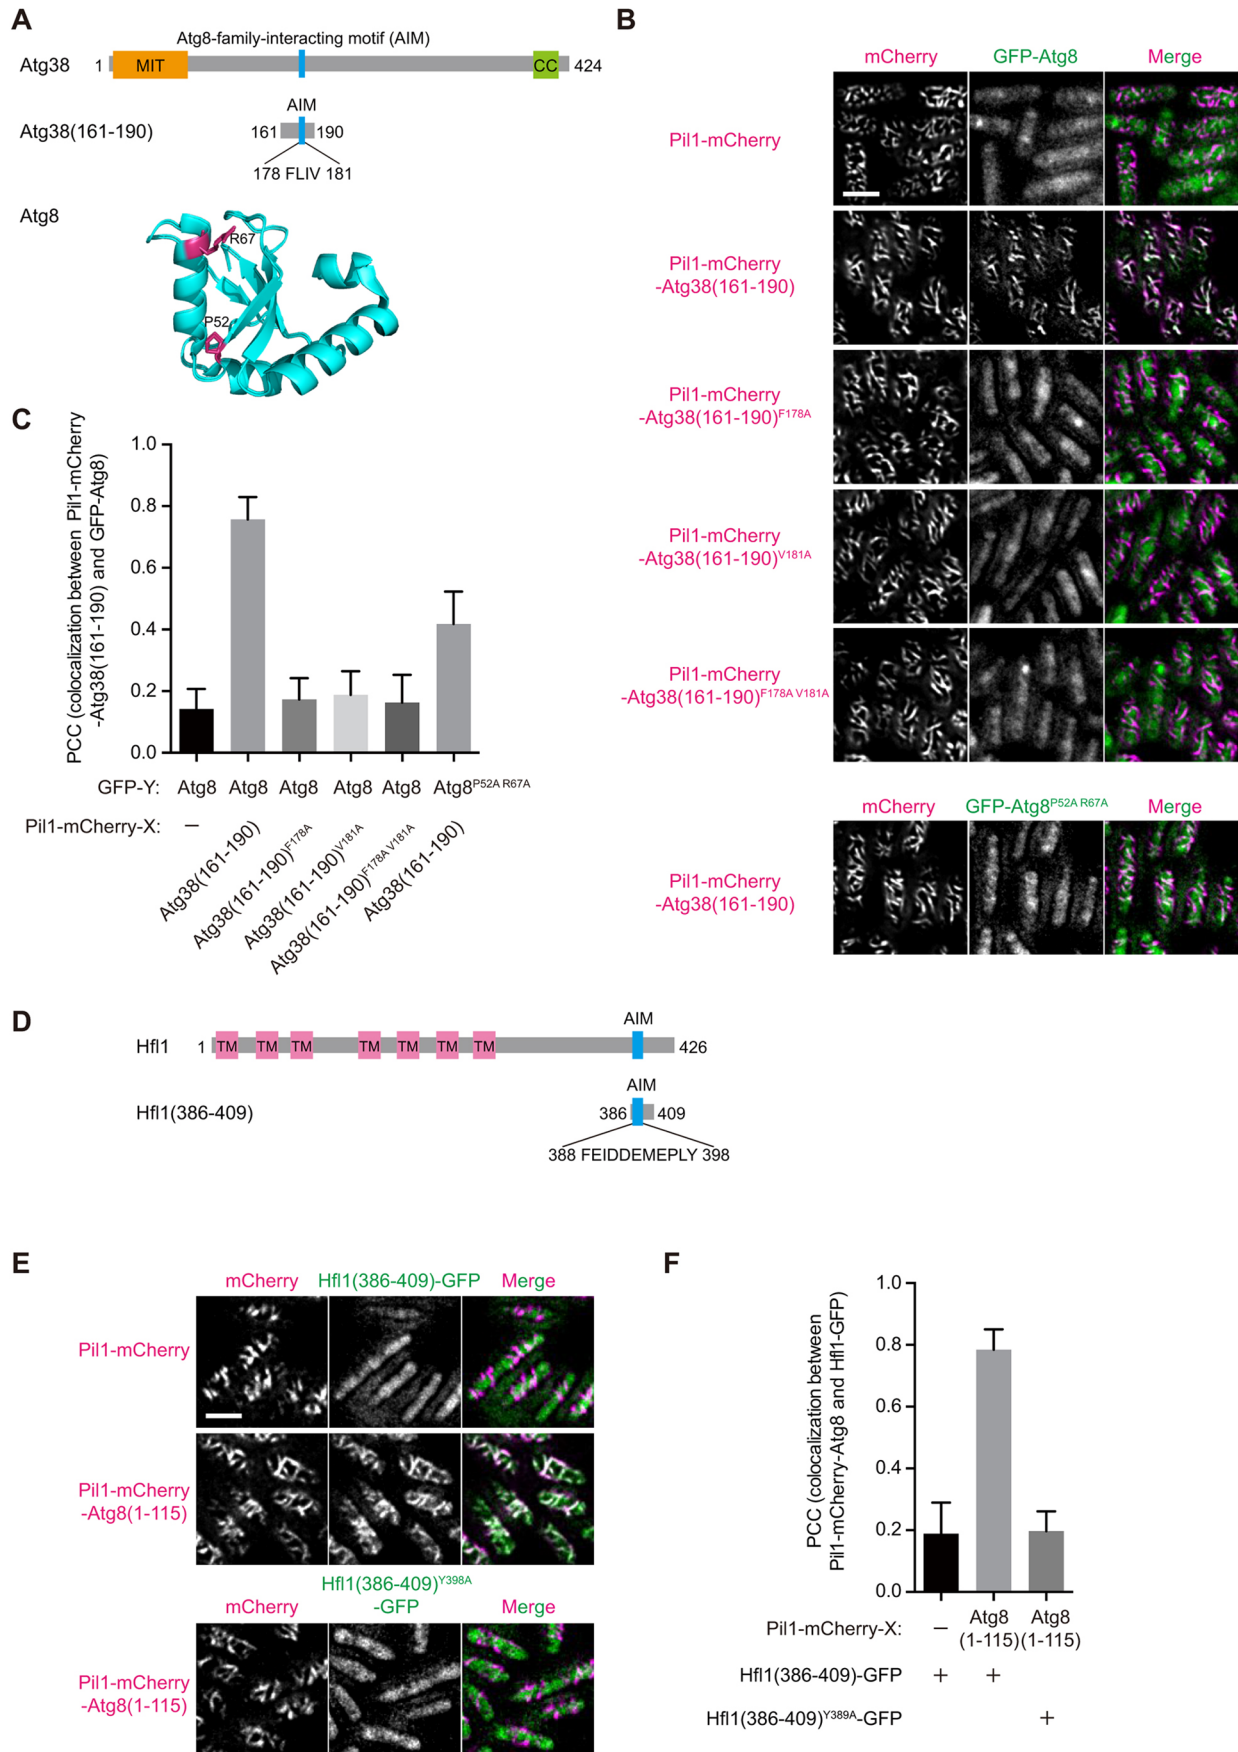 A
Atg8-family-interacting motif (AIM)
Atg38 1 MIT CC 424
AIM
Atg38(161-190) 161 190
178 FLIV 181
Atg8
R67
P52
B
mCherry GFP-Atg8 Merge
Pil1-mCherry
Pil1-mCherry
-Atg38(161-190)
Pil1-mCherry
-Atg38(161-190)F178A
Pil1-mCherry
-Atg38(161-190)V181A
Pil1-mCherry
-Atg38(161-190)F178A V181A
mCherry GFP-Atg8P52A R67A Merge
Pil1-mCherry
-Atg38(161-190)
C
PCC (colocalization between Pil1-mCherry
-Atg38(161-190) and GFP-Atg8)
1.0
0.8
0.6
0.4
0.2
0.0
GFP-Y: Atg8 Atg8 Atg8 Atg8 Atg8 Atg8P52A R67A
Pil1-mCherry-X: –
Atg38(161-190)
Atg38(161-190)F178A
Atg38(161-190)V181A
Atg38(161-190)F178A V181A
Atg38(161-190)
D
AIM
Hfl1 1 TM TM TM TM TM TM TM 426
AIM
Hfl1(386-409) 386 409
388 FEIDDEMEPLY 398
E
mCherry Hfl1(386-409)-GFP Merge
Pil1-mCherry
Pil1-mCherry
-Atg8(1-115)
Hfl1(386-409)Y398A
mCherry -GFP Merge
Pil1-mCherry
-Atg8(1-115)
F
PCC (colocalization between
Pil1-mCherry-Atg8 and Hfl1-GFP)
1.0
0.8
0.6
0.4
0.2
0.0
Pil1-mCherry-X: – Atg8 (1-115) Atg8 (1-115)
Hfl1(386-409)-GFP + +
Hfl1(386-409)Y389A-GFP +